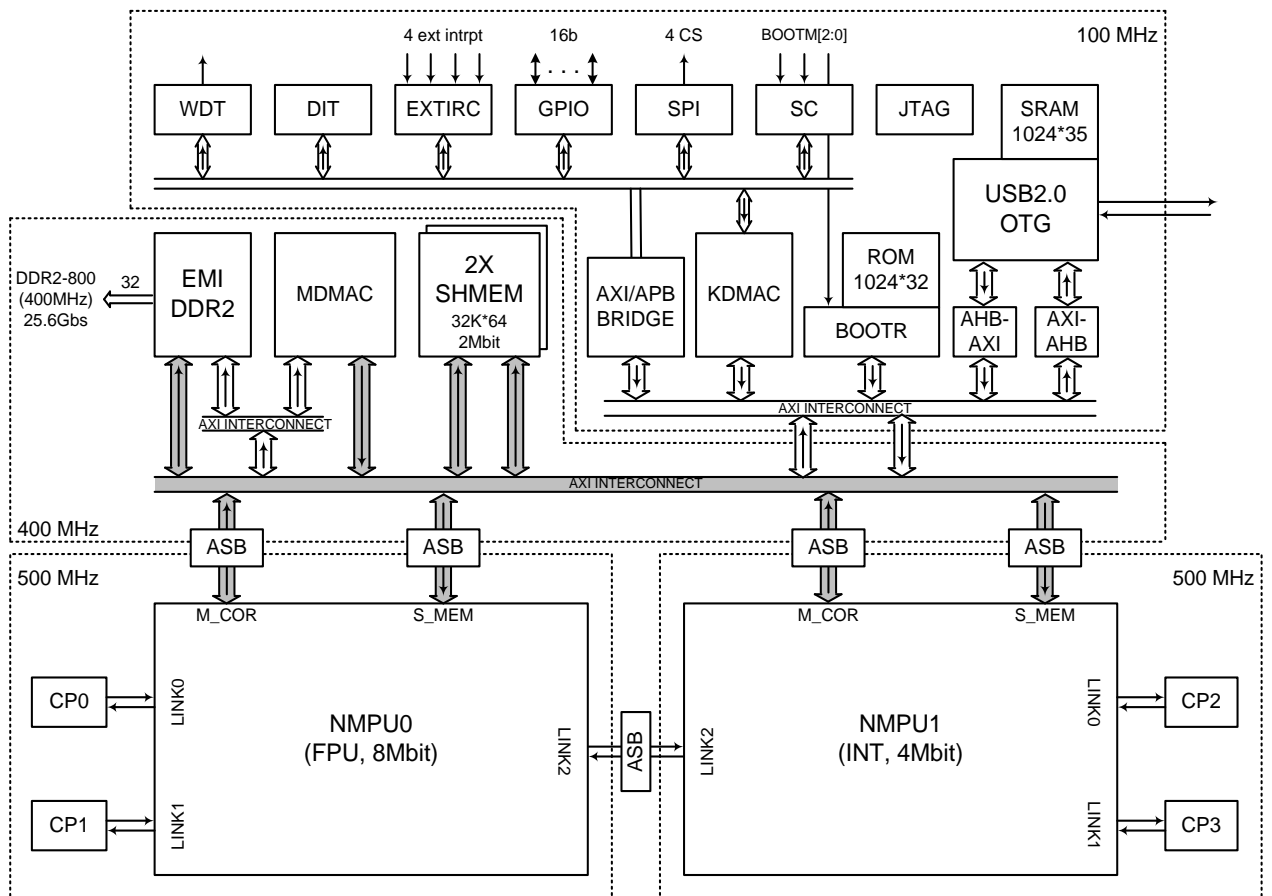 4 ext intrpt
16b
4 CS
BOOTM[2:0]
100 MHz
WDT
DIT
EXTIRC
. . .
GPIO
SPI
SC
JTAG
SRAM
1024*35
USB2.0
OTG
DDR2-800
(400MHz)
25.6Gbs
32
EMI
DDR2
MDMAC
2X
SHMEM
32K*64
2Mbit
AXI/APB
BRIDGE
KDMAC
ROM
1024*32
BOOTR
AHB-
AXI
AXI-
AHB
AXI INTERCONNECT
AXI INTERCONNECT
AXI INTERCONNECT
400 MHz
ASB
ASB
ASB
ASB
500 MHz
500 MHz
M_COR
S_MEM
M_COR
S_MEM
CP0
LINK0
NMPU0
(FPU, 8Mbit)
LINK2
ASB
LINK2
NMPU1
(INT, 4Mbit)
LINK0
CP2
CP1
LINK1
LINK1
CP3